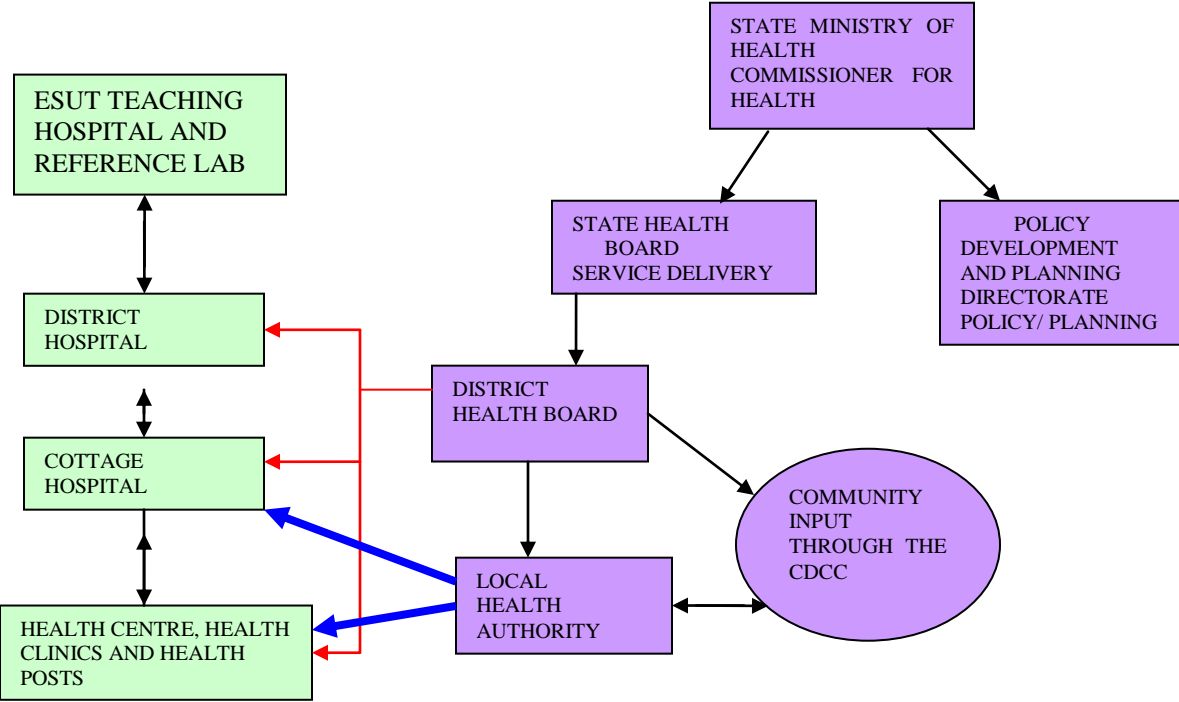 STATE MINISTRY OF
HEALTH
COMMISSIONER FOR
HEALTH
ESUT TEACHING
HOSPITAL AND
REFERENCE LAB
STATE HEALTH
BOARD
SERVICE DELIVERY
POLICY
DEVELOPMENT
AND PLANNING
DIRECTORATE
POLICY/ PLANNING
DISTRICT
HOSPITAL
DISTRICT
HEALTH BOARD
COTTAGE
HOSPITAL
COMMUNITY
INPUT
THROUGH THE
CDCC
LOCAL
HEALTH
AUTHORITY
HEALTH CENTRE, HEALTH
CLINICS AND HEALTH
POSTS